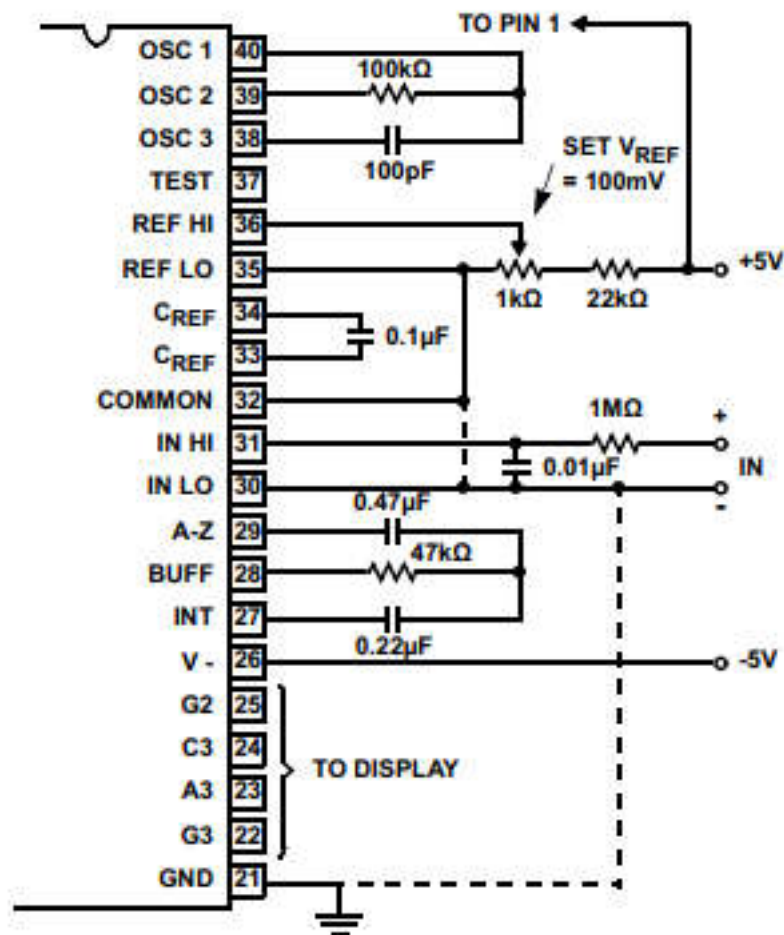 TO PIN 1
OSC 1 40
100kΩ
OSC 2 39
OSC 3 38
100pF
SET VREF
= 100mV
TEST 37
REF HI 36
REF LO 35
1kΩ
22kΩ
+5V
CREF 34
0.1µF
CREF 33
COMMON 32
1MΩ
+
IN HI 31
0.01µF
IN
IN LO 30
-
0.47µF
A-Z 29
47kΩ
BUFF 28
INT 27
0.22µF
V - 26
-5V
G2 25
C3 24
TO DISPLAY
A3 23
G3 22
GND 21